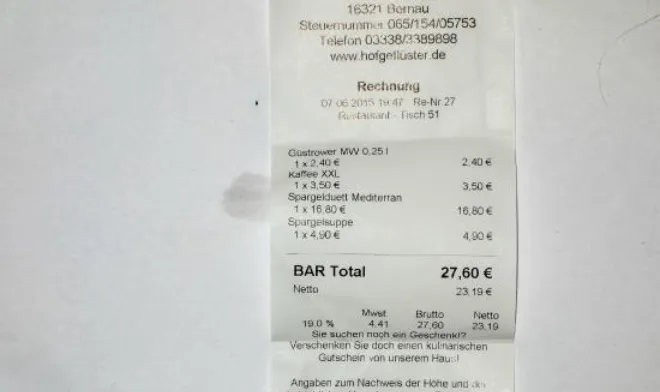 16321 Bernau
Steuernummer 065/154/05753
Telefon 03338/3389898
www.hofgeflüster.de
Rechnung
07.06.2015 19:47 Re-Nr 27
Restaurant - Tisch 51
Güstrower MW 0,25 l
1 x 2,40 € 2,40 €
Kaffee XXL
1 x 3,50 € 3,50 €
Spargelduett Mediterran
1 x 16,80 € 16,80 €
Spargelsuppe
1 x 4,90 € 4,90 €
BAR Total 27,60 €
Netto 23,19 €
Mwst Brutto Netto
19,0 % 4,41 27,60 23,19
Sie suchen noch ein Geschenk?
Verschenken Sie doch einen kulinarischen
Gutschein von unserem Haus!
Angaben zum Nachweis der Höhe und der